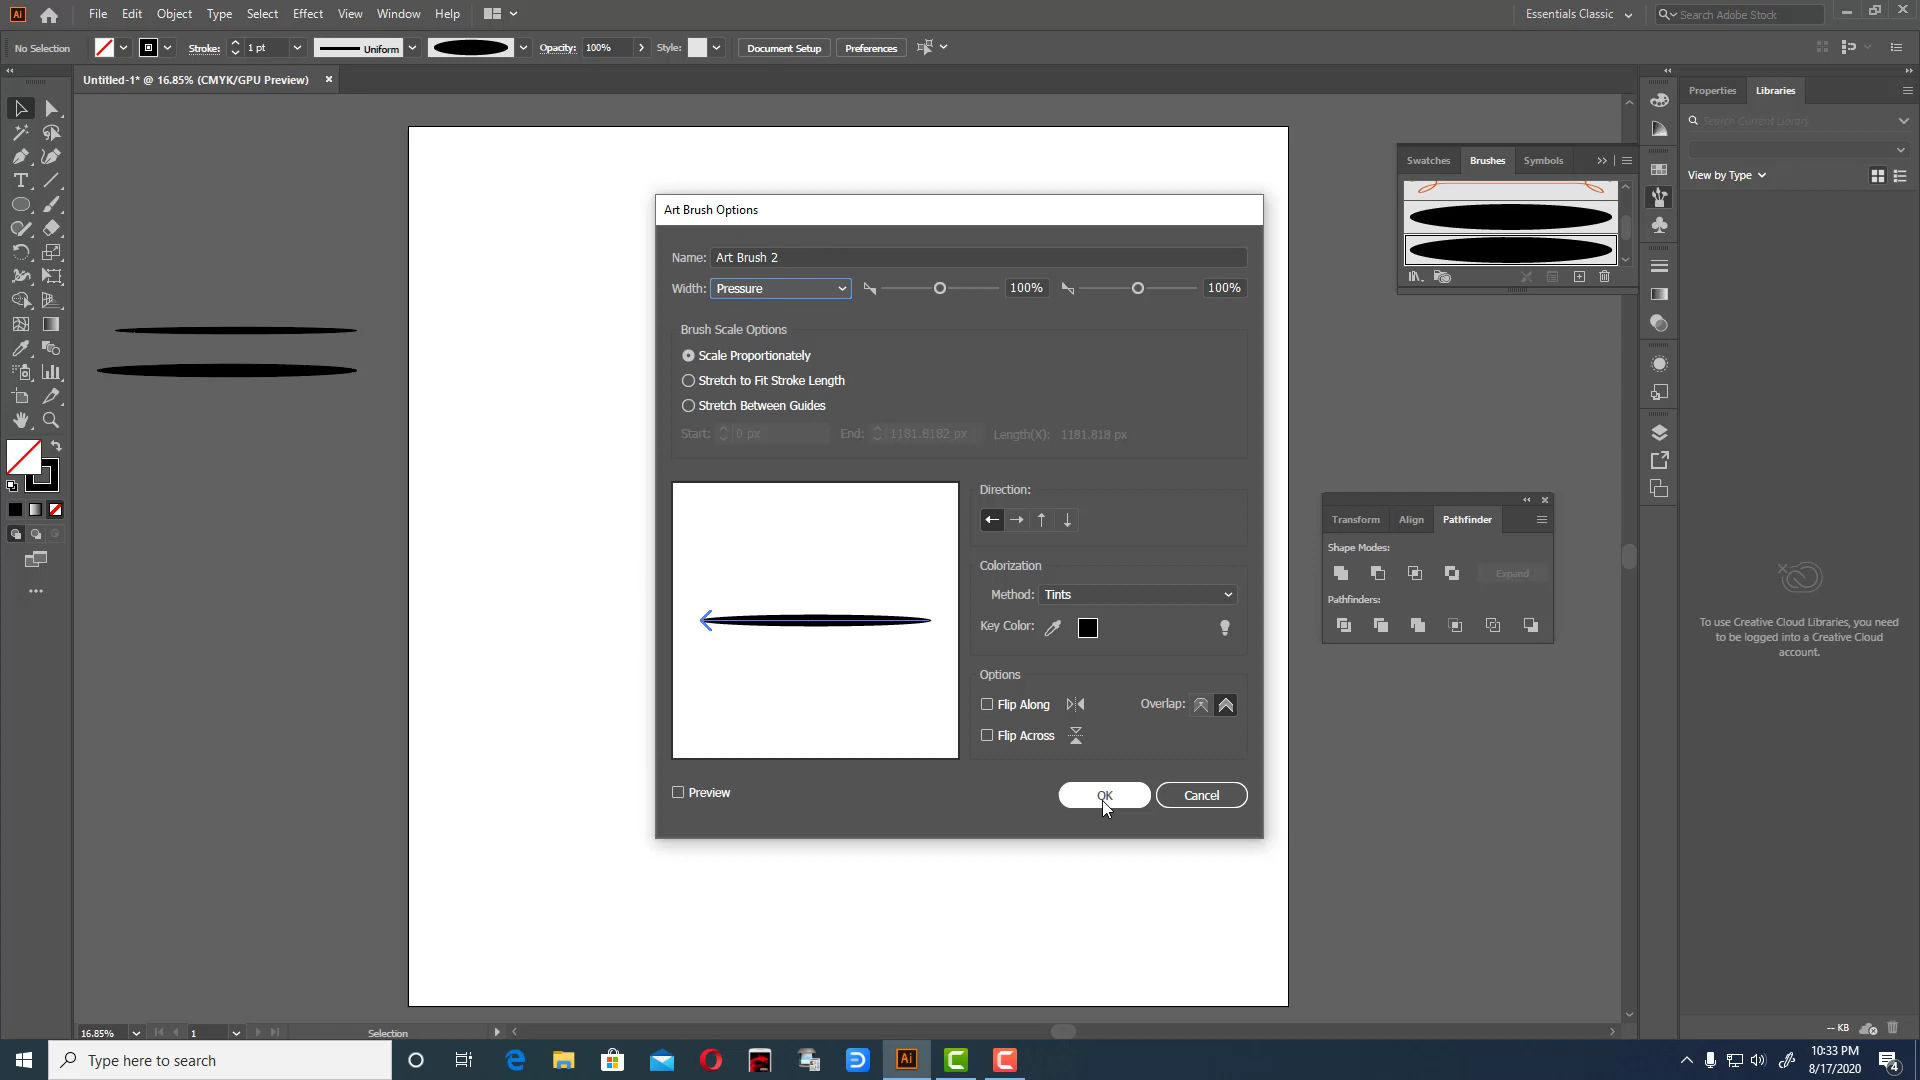 Ai File Edit Object Type Select Effect View Window Help Essentials Classic Search Adobe Stock
No Selection Stroke: 1 pt Uniform Opacity: 100% Style: Document Setup Preferences
Untitled-1* @ 16.85% (CMYK/GPU Preview)
Properties Libraries
Search Current Library
Swatches Brushes Symbols
View by Type
Art Brush Options
Name: Art Brush 2
Width: Pressure 100% 100%
Brush Scale Options
Scale Proportionately
Stretch to Fit Stroke Length
Stretch Between Guides
Start: 0 px End: 1181.8182 px Length(X): 1181.818 px
Direction:
Colorization
Method: Tints
Key Color:
Options
Flip Along Overlap:
Flip Across
Preview OK Cancel
Transform Align Pathfinder
Shape Modes:
Expand
Pathfinders:
To use Creative Cloud Libraries, you need
to be logged into a Creative Cloud
account.
-- KB
16.85% 1 Selection
Type here to search Ai 10:33 PM
8/17/2020 4